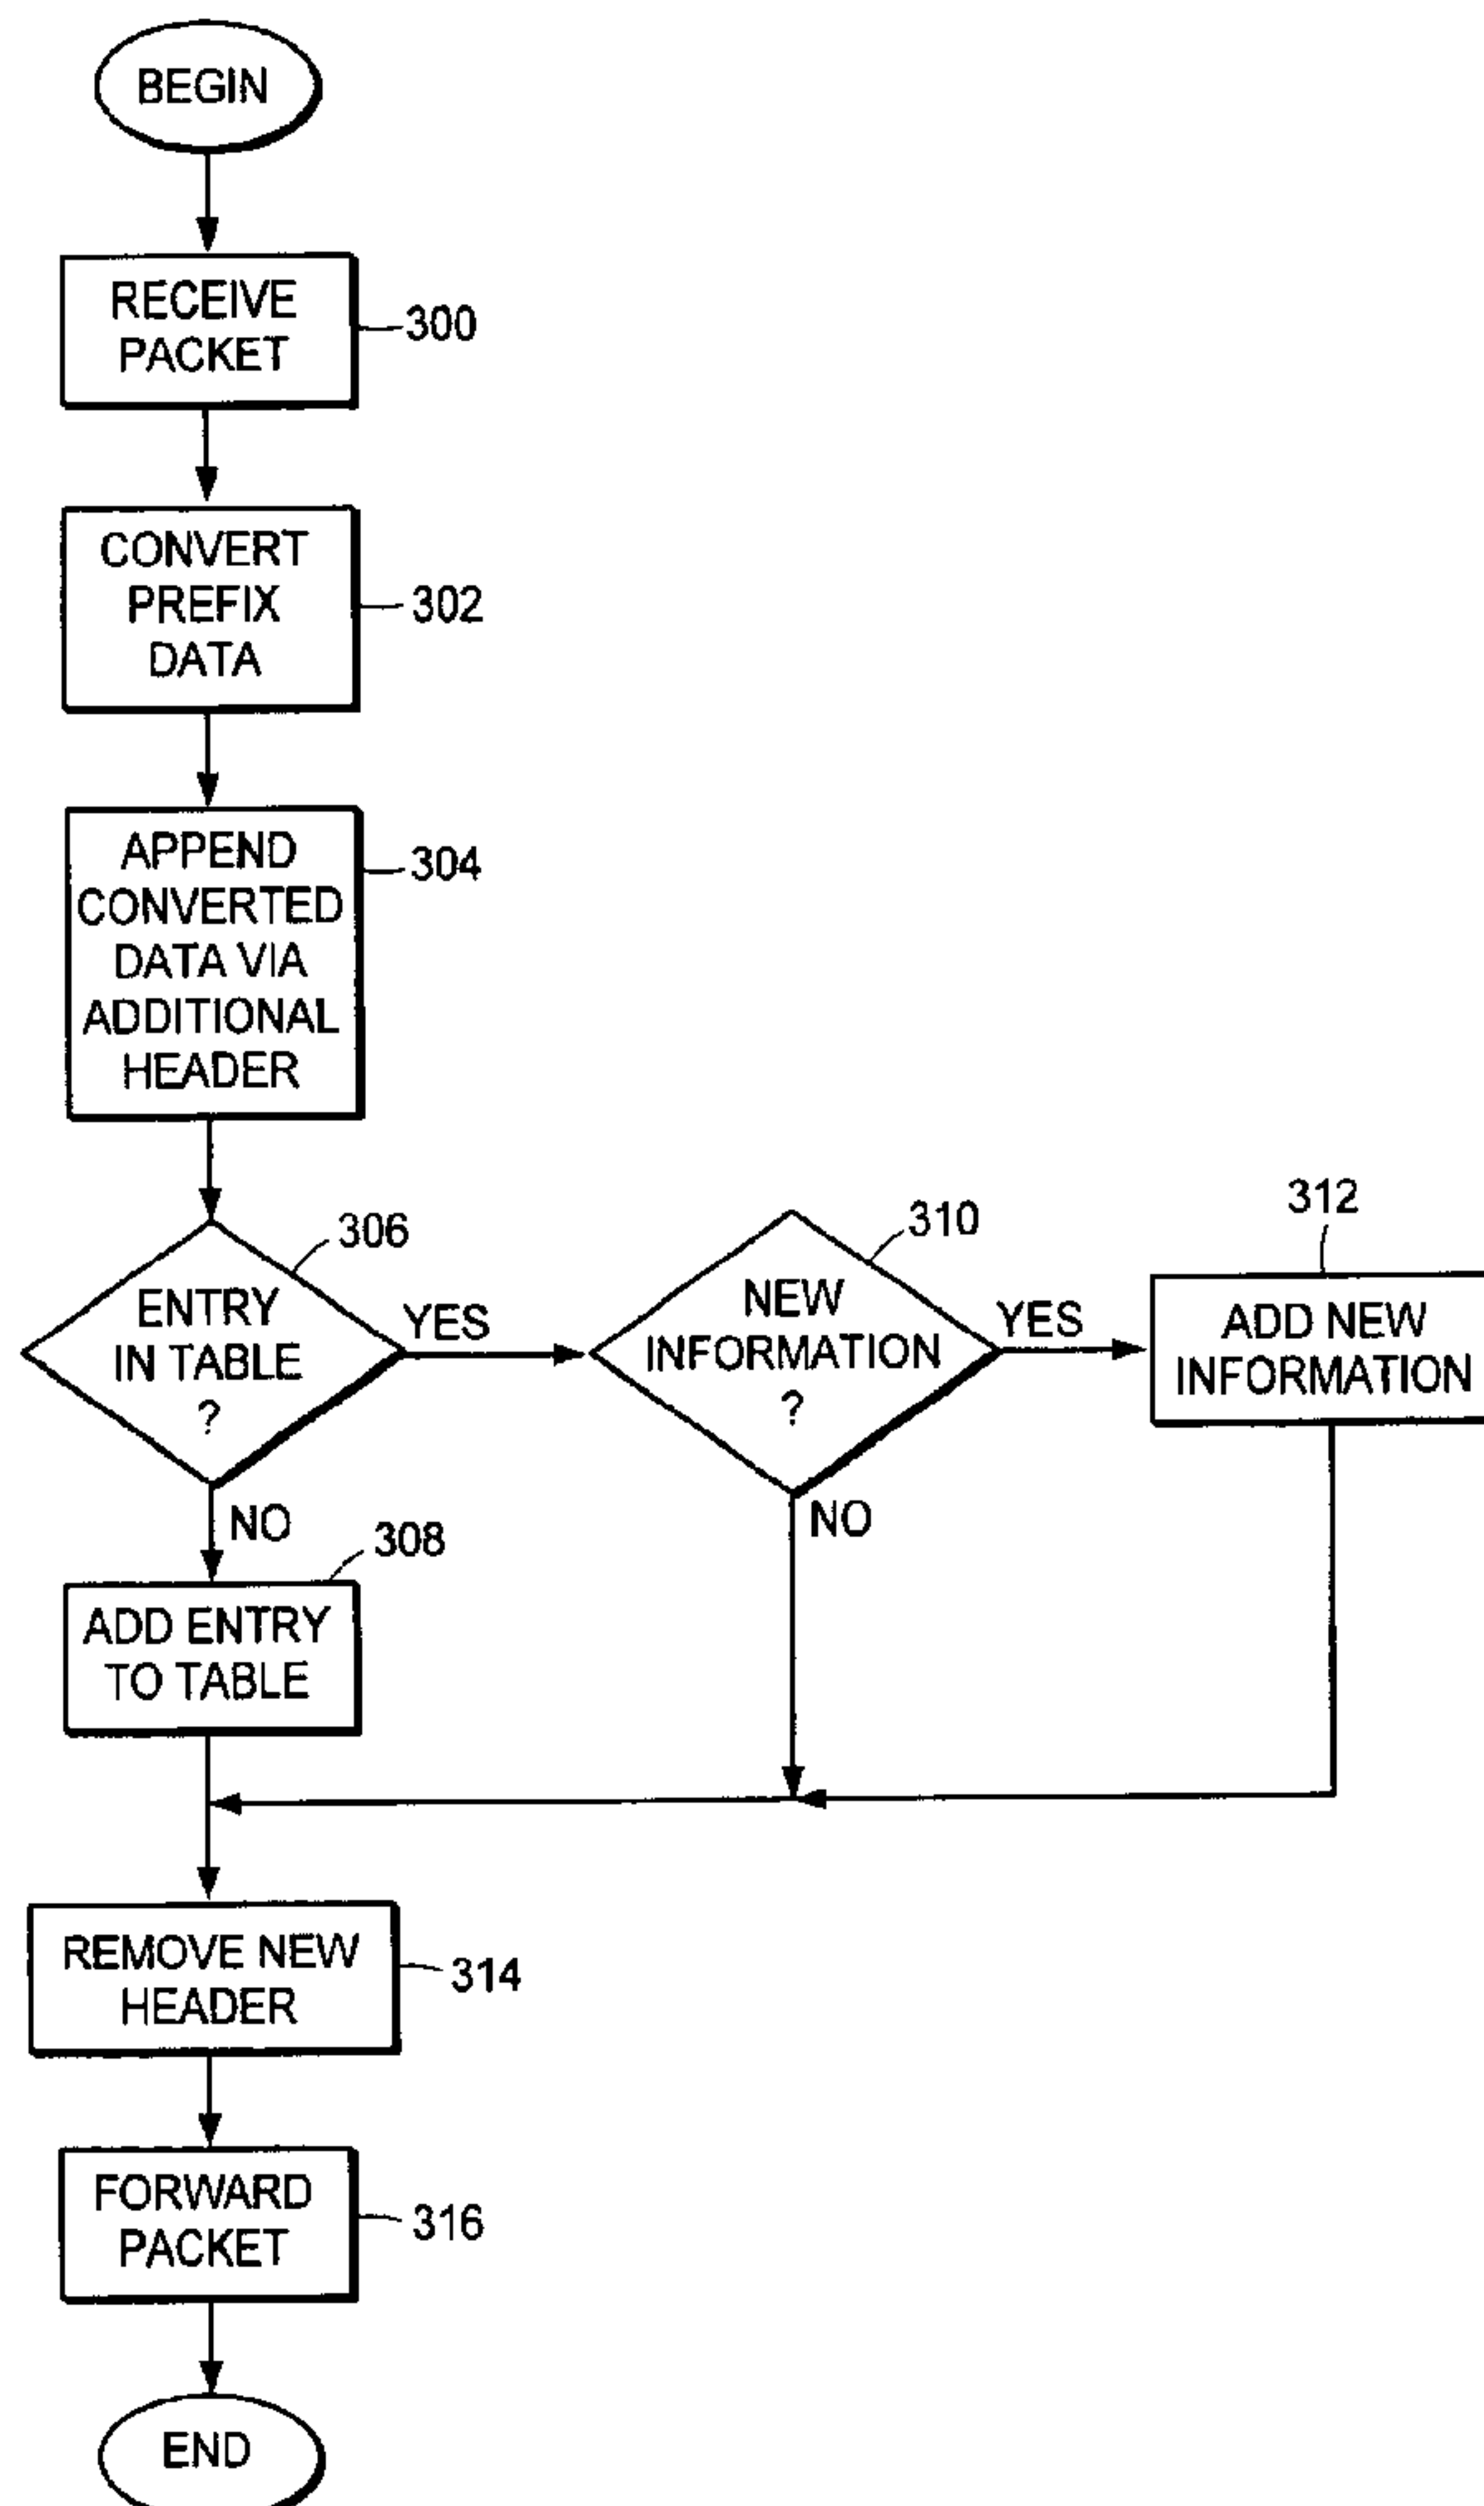 BEGIN
RECEIVE
PACKET
300
CONVERT
PREFIX
DATA
302
APPEND
CONVERTED
DATA VIA
ADDITIONAL
HEADER
304
306
ENTRY
IN TABLE
?
YES
NO
310
NEW
INFORMATION
?
YES
NO
312
ADD NEW
INFORMATION
308
ADD ENTRY
TO TABLE
REMOVE NEW
HEADER
314
FORWARD
PACKET
316
END